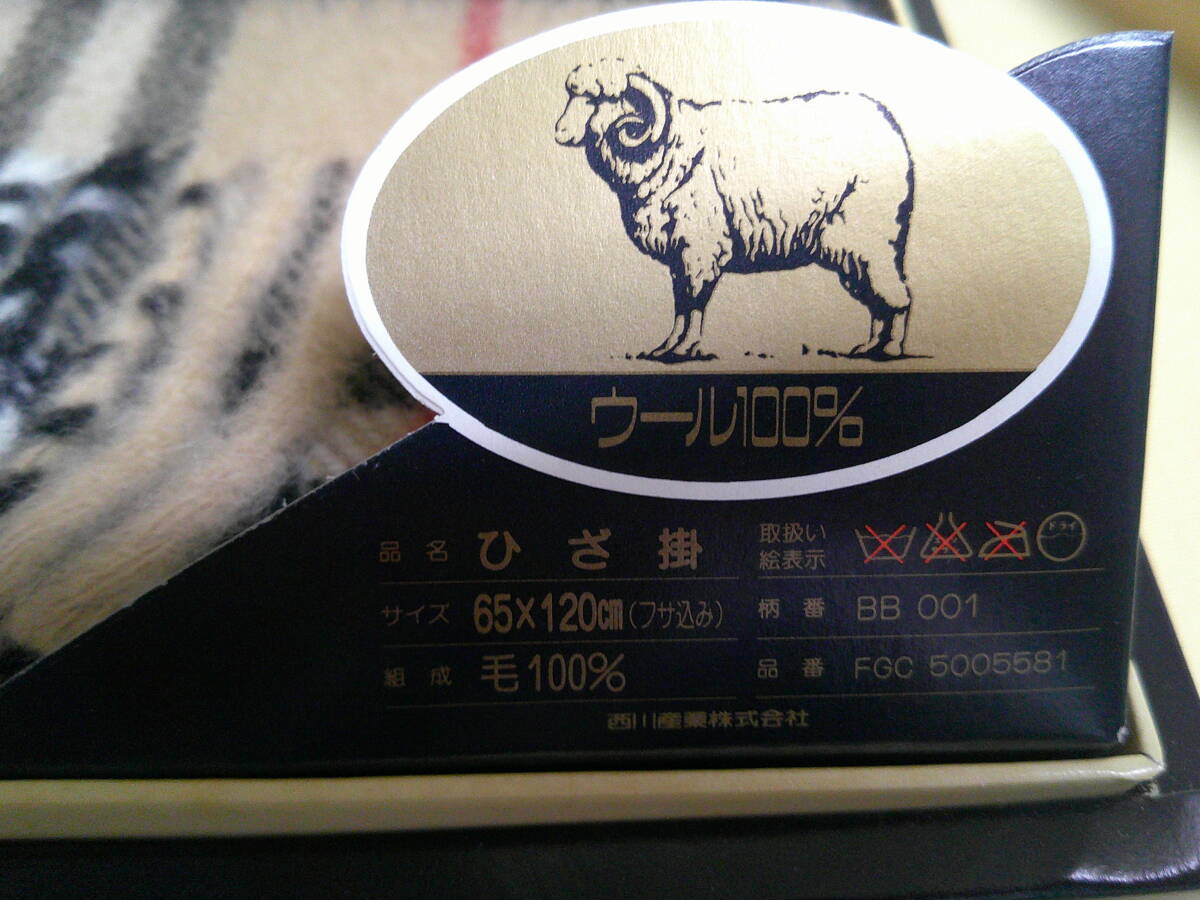 ウール100%
品名 ひざ掛
サイズ 65×120cm(フサ込み)
組成 毛100%
取扱い
絵表示
ドライ
柄番 BB 001
品番 FGC 5005581
西川産業株式会社